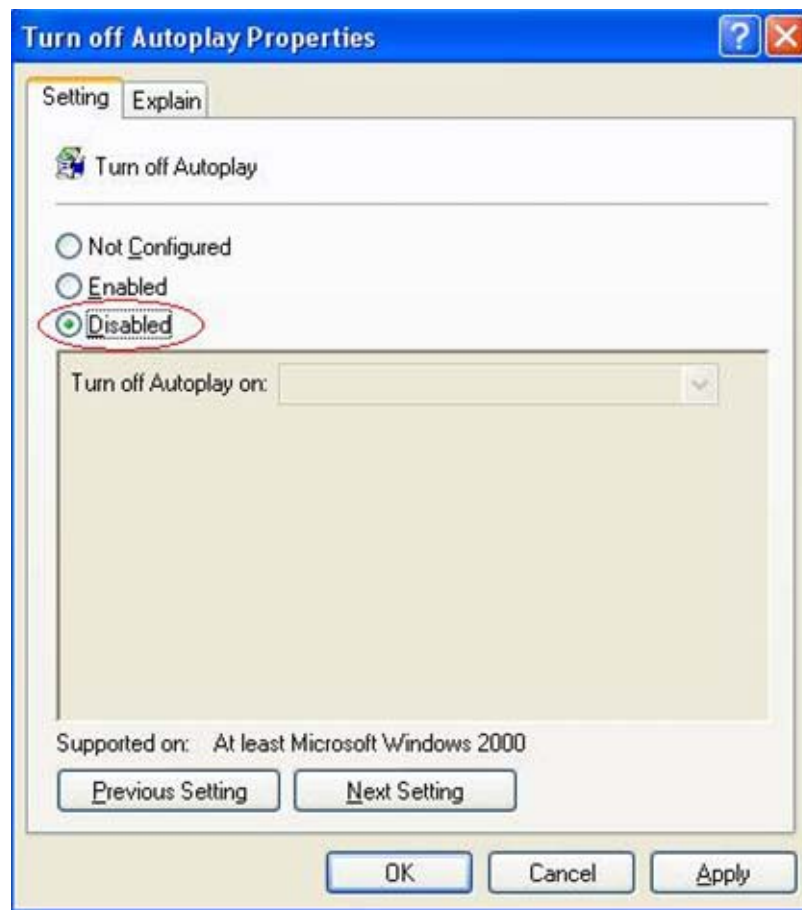 Turn off Autoplay Properties
Setting Explain
Turn off Autoplay
Not Configured
Enabled
Disabled
Turn off Autoplay on:
Supported on: At least Microsoft Windows 2000
Previous Setting Next Setting
OK Cancel Apply